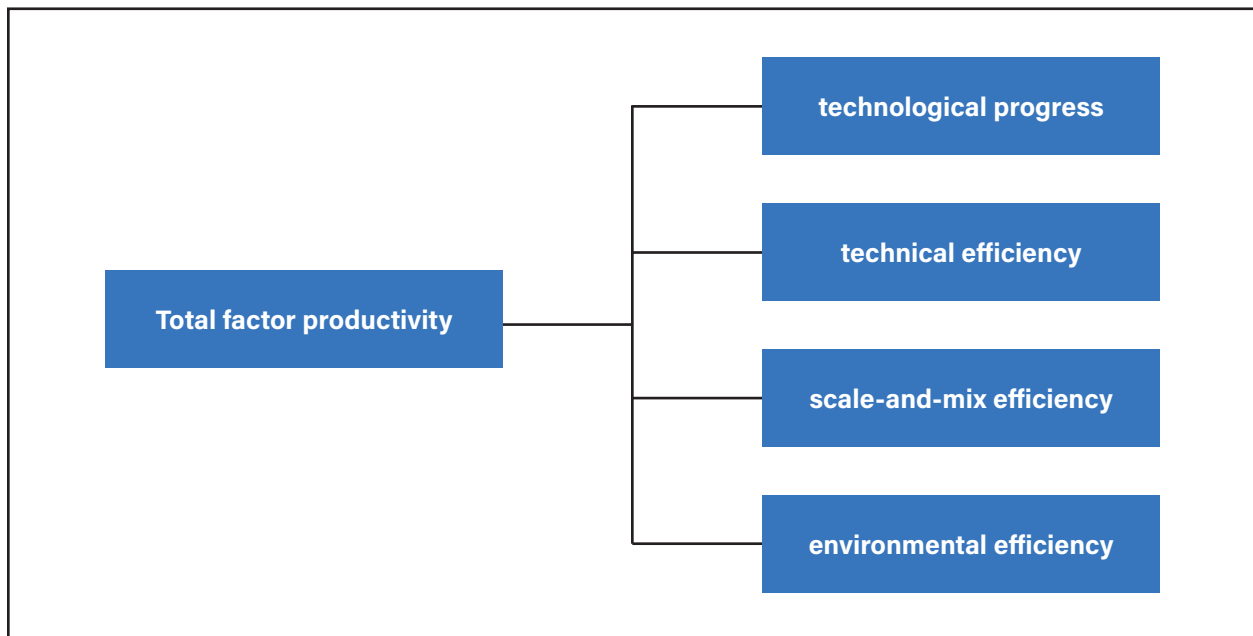 technological progress
technical efficiency
Total factor productivity
scale-and-mix efficiency
environmental efficiency